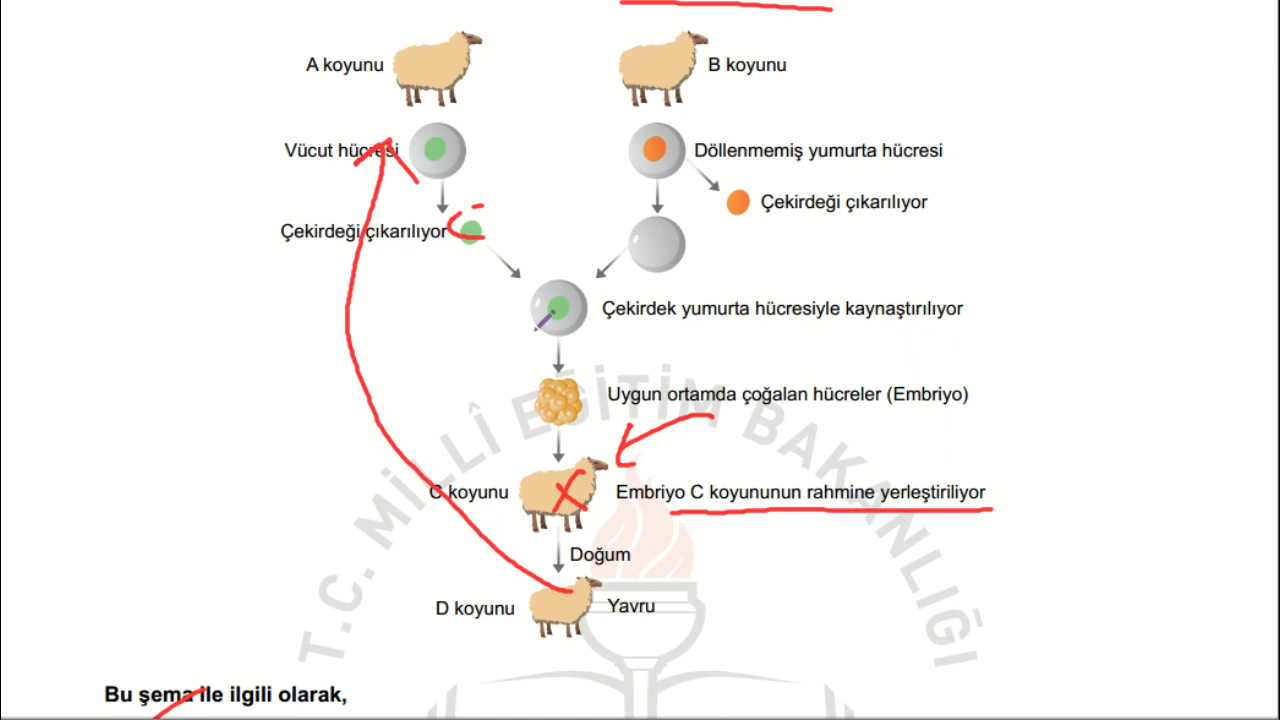 A koyunu
B koyunu
Vücut hücresi
Döllenmemiş yumurta hücresi
Çekirdeği çıkarılıyor
Çekirdeği çıkarılıyor
Çekirdek yumurta hücresiyle kaynaştırılıyor
Uygun ortamda çoğalan hücreler (Embriyo)
C koyunu
Embriyo C koyununun rahmine yerleştiriliyor
Doğum
D koyunu
Yavru
T.C. MİLLÎ EĞİTİM BAKANLIĞI
Bu şema ile ilgili olarak,